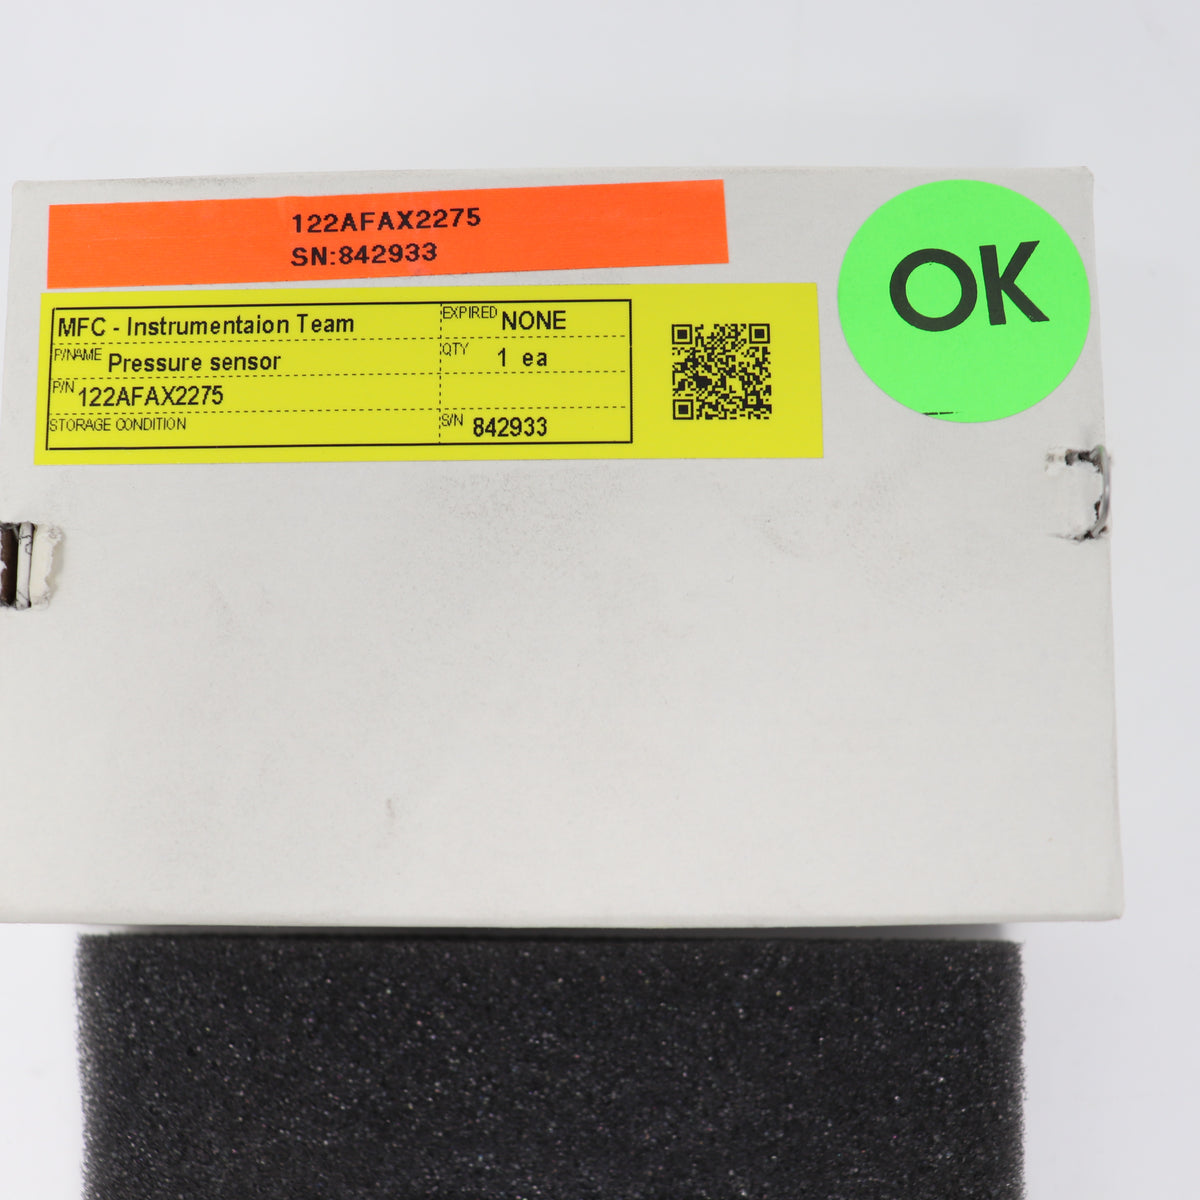 122AFAX2275
SN:842933
OK
MFC - Instrumentaion Team
EXPIRED NONE
P/NAME Pressure sensor
QTY 1 ea
P/N 122AFAX2275
STORAGE CONDITION
S/N 842933